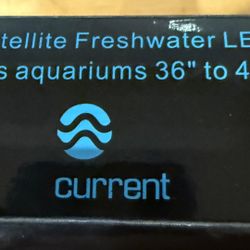 tellite Freshwater LE
s aquariums 36" to 4
current